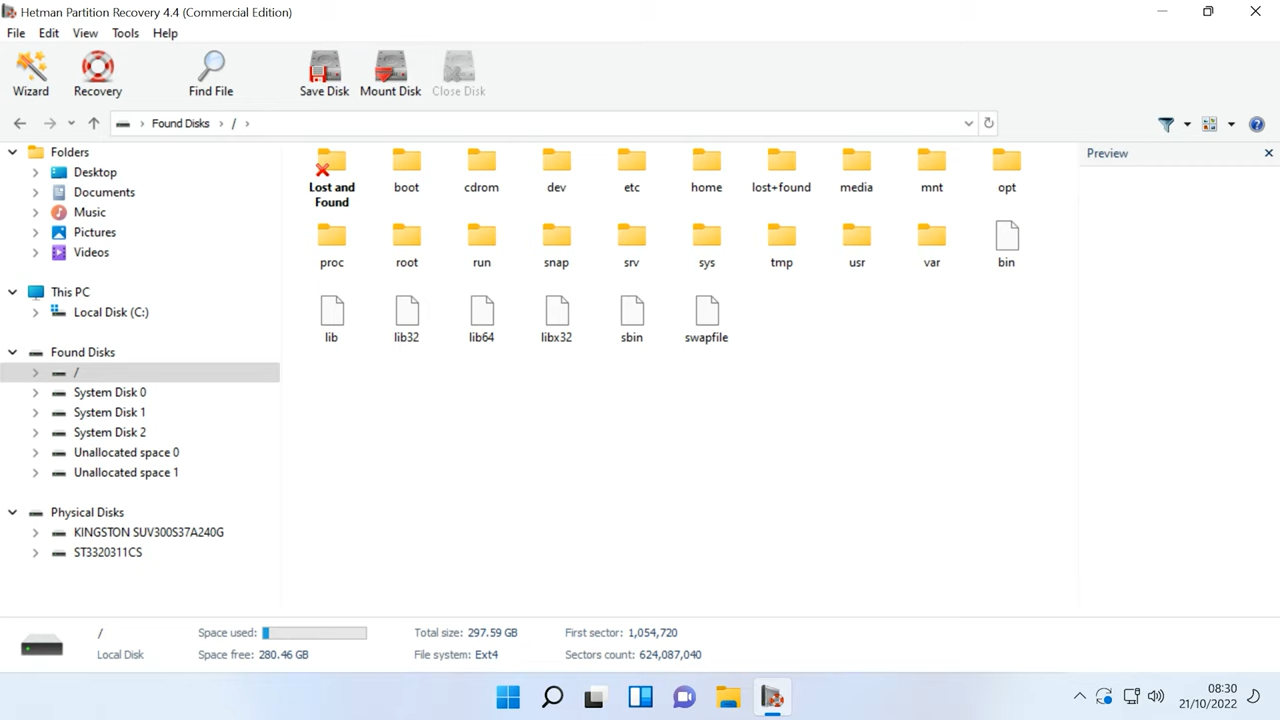 Hetman Partition Recovery 4.4 (Commercial Edition)
File Edit View Tools Help
Wizard Recovery Find File Save Disk Mount Disk Close Disk
› Found Disks › / ›
Folders
Desktop
Documents
Music
Pictures
Videos
This PC
Local Disk (C:)
Found Disks
/
System Disk 0
System Disk 1
System Disk 2
Unallocated space 0
Unallocated space 1
Physical Disks
KINGSTON SUV300S37A240G
ST3320311CS
Lost and Found boot cdrom dev etc home lost+found media mnt opt
proc root run snap srv sys tmp usr var bin
lib lib32 lib64 libx32 sbin swapfile
Preview
/
Local Disk
Space used:
Space free: 280.46 GB
Total size: 297.59 GB
File system: Ext4
First sector: 1,054,720
Sectors count: 624,087,040
08:30
21/10/2022